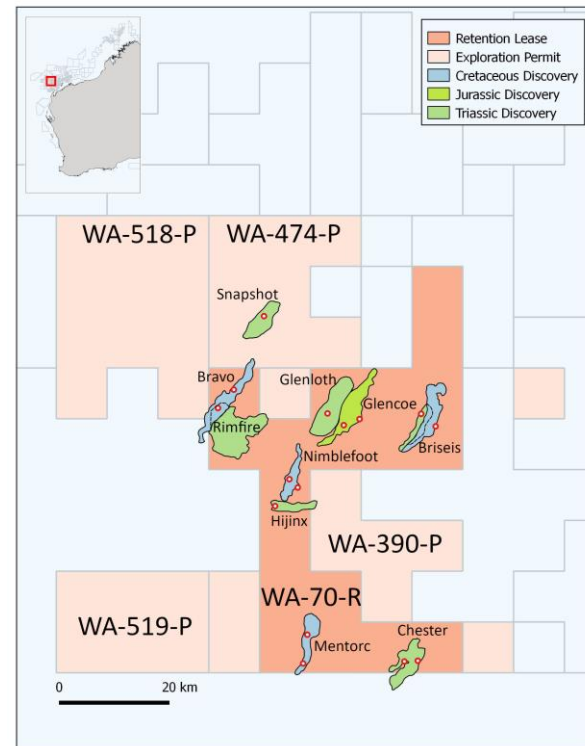 Retention Lease
Exploration Permit
Cretaceous Discovery
Jurassic Discovery
Triassic Discovery
WA-518-P
WA-474-P
Snapshot
Bravo
Glenloth
Glencoe
Rimfire
Briseis
Nimblefoot
Hijinx
WA-390-P
WA-70-R
WA-519-P
Chester
Mentorc
0 20 km